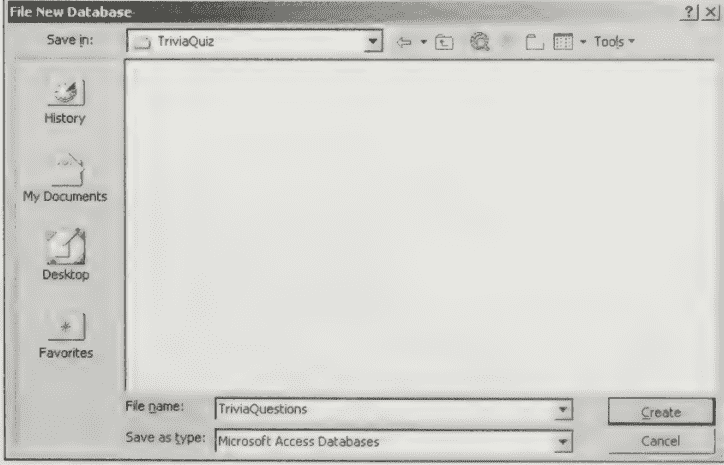 File New Database
? X
Save in:
TriviaQuiz
Tools
History
My Documents
Desktop
Favorites
File name:
TriviaQuestions
Create
Save as type:
Microsoft Access Databases
Cancel